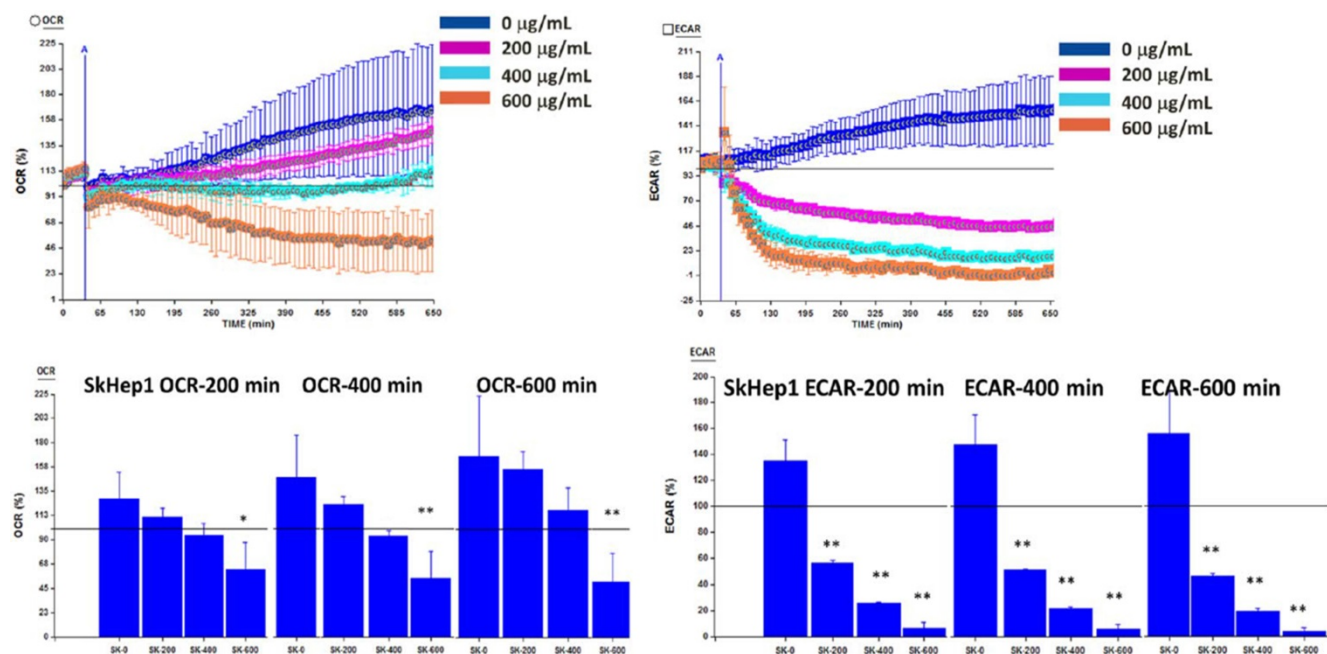 OCR
0 μg/mL
200 μg/mL
400 μg/mL
600 μg/mL
A
225
203
180
158
135
113
91
68
46
23
1
OCR (%)
0
65
130
195
260
325
390
455
520
585
650
TIME (min)
ECAR
0 μg/mL
200 μg/mL
400 μg/mL
600 μg/mL
A
211
188
164
141
117
93
70
46
23
-1
-25
ECAR (%)
0
65
130
195
260
325
390
455
520
585
650
TIME (min)
OCR
SkHep1 OCR-200 min
OCR-400 min
OCR-600 min
225
203
180
158
135
113
90
68
45
23
0
OCR (%)
*
**
**
SK-0
SK-200
SK-400
SK-600
SK-0
SK-200
SK-400
SK-600
SK-0
SK-200
SK-400
SK-600
ECAR
SkHep1 ECAR-200 min
ECAR-400 min
ECAR-600 min
200
180
160
140
120
100
80
60
40
20
0
ECAR (%)
**
**
**
**
**
**
**
**
**
SK-0
SK-200
SK-400
SK-600
SK-0
SK-200
SK-400
SK-600
SK-0
SK-200
SK-400
SK-600